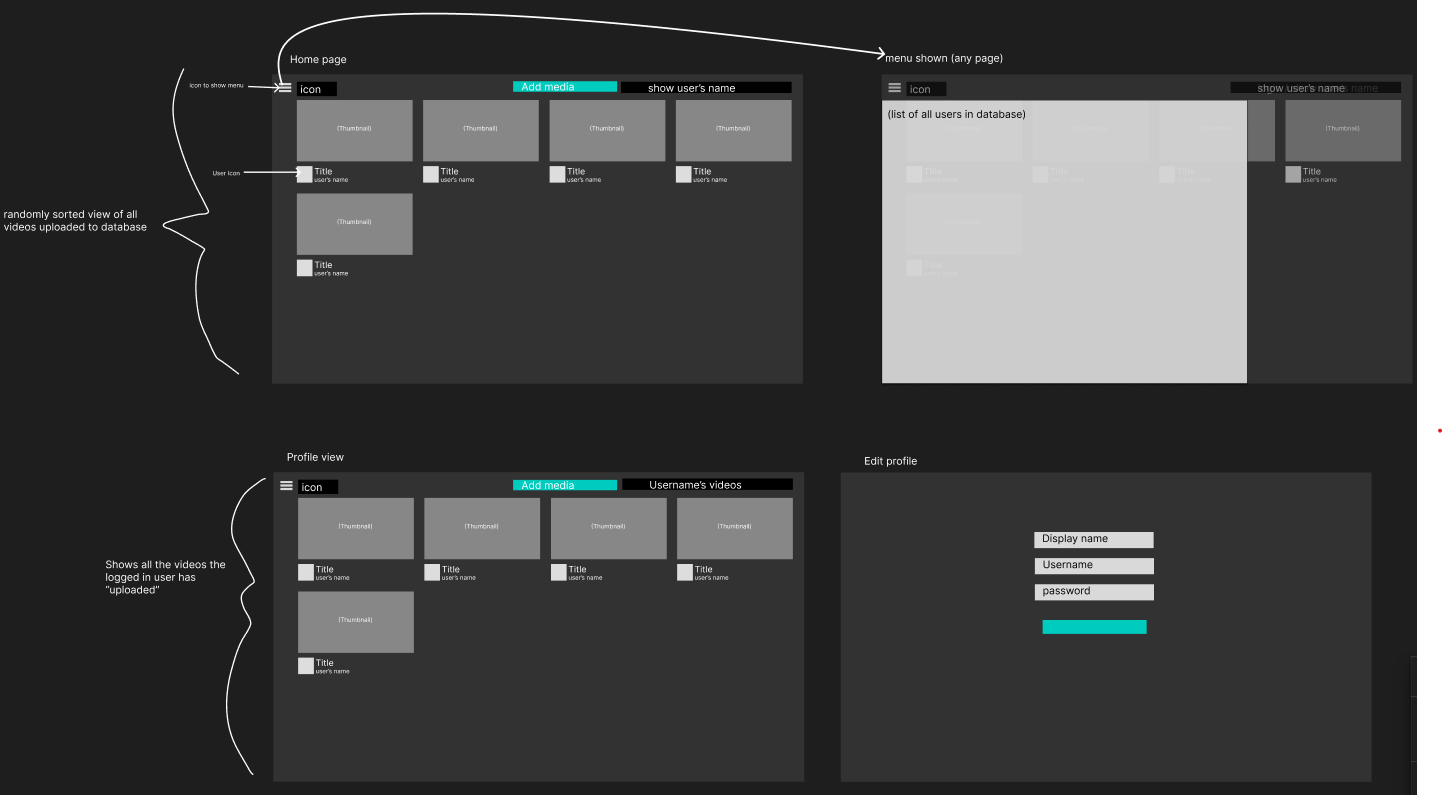 Home page
menu shown (any page)
Icon to show menu
icon
Add media
show user's name
(Thumbnail)
(Thumbnail)
(Thumbnail)
(Thumbnail)
User Icon
Title
user's name
Title
user's name
Title
user's name
Title
user's name
(Thumbnail)
Title
user's name
randomly sorted view of all
videos uploaded to database
icon
show user's name
name
(list of all users in database)
(Thumbnail)
Title
user's name
Profile view
icon
Add media
Username's videos
(Thumbnail)
(Thumbnail)
(Thumbnail)
(Thumbnail)
Title
user's name
Title
user's name
Title
user's name
Title
user's name
(Thumbnail)
Title
user's name
Shows all the videos the
logged in user has
"uploaded"
Edit profile
Display name
Username
password